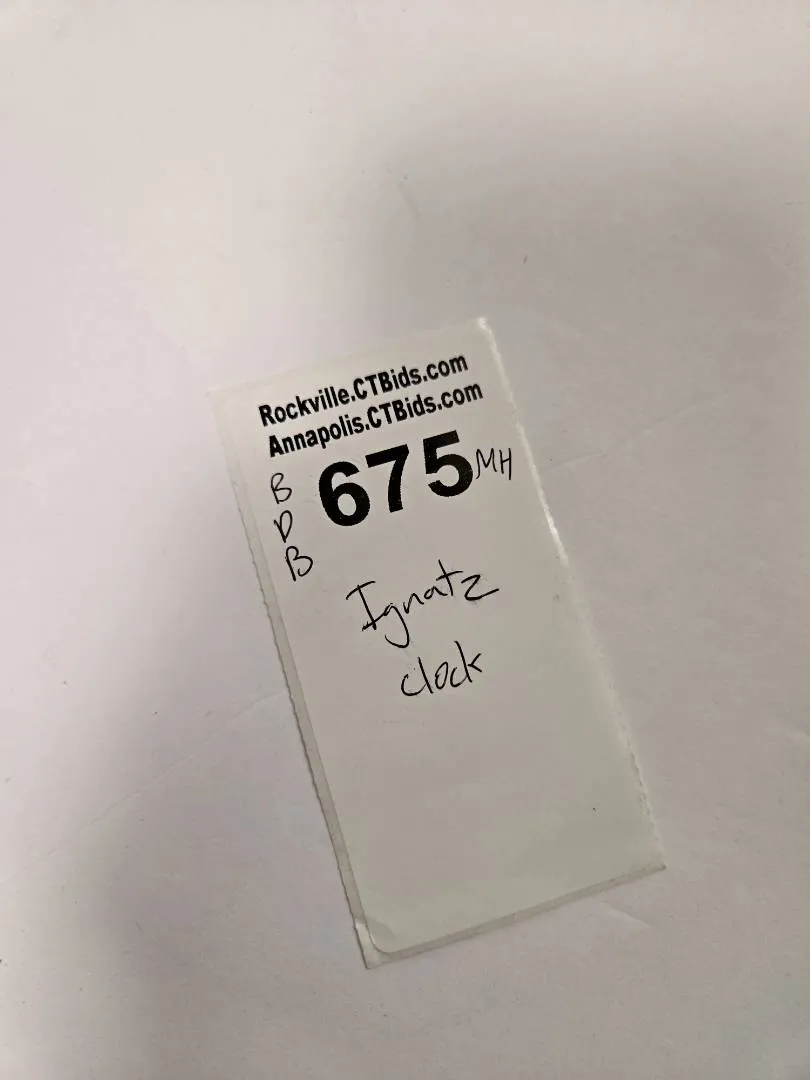 Rockville.CTBids.com
Annapolis.CTBids.com
675 MH
B
D
B
Ignatz
clock